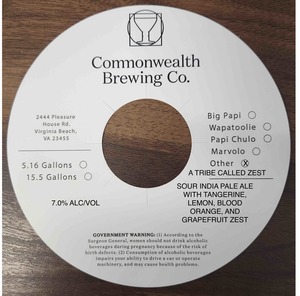 Commonwealth
Brewing Co.
2444 Pleasure
House Rd.
Virginia Beach,
VA 23455
5.16 Gallons
15.5 Gallons
7.0% ALC/VOL
Big Papi
Wapatoolie
Papi Chulo
Marvolo
Other X
A TRIBE CALLED ZEST
SOUR INDIA PALE ALE
WITH TANGERINE,
LEMON, BLOOD
ORANGE, AND
GRAPEFRUIT ZEST
GOVERNMENT WARNING: (1) According to the
Surgeon General, women should not drink alcoholic
beverages during pregnancy because of the risk of
birth defects. (2) Consumption of alcoholic beverages
impairs your ability to drive a car or operate
machinery, and may cause health problems.